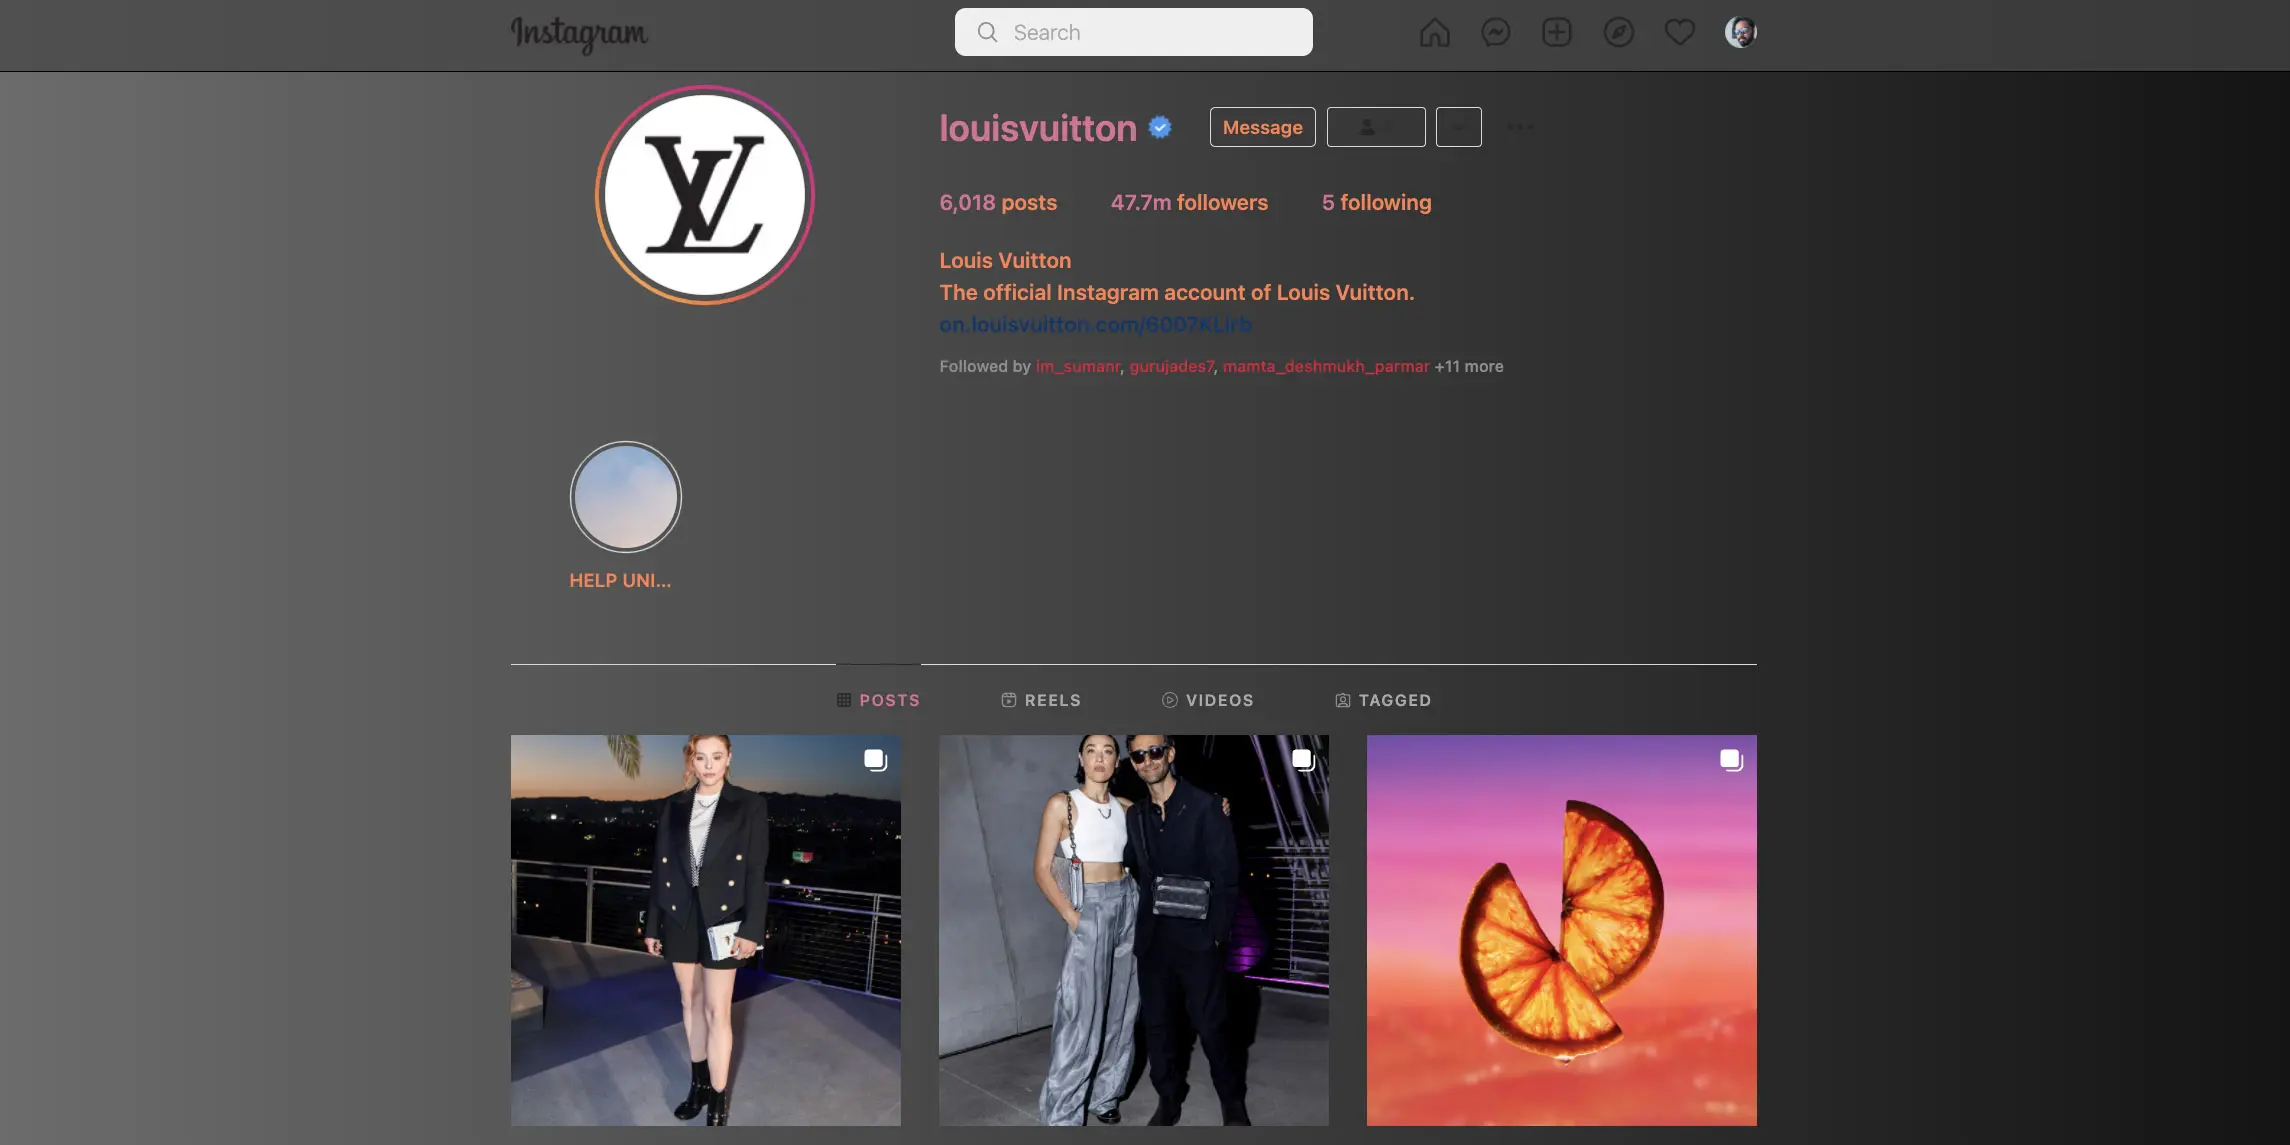 Instagram
Search
louisvuitton
Message
6,018 posts 47.7m followers 5 following
Louis Vuitton
The official Instagram account of Louis Vuitton.
on.louisvuitton.com/6007KLirb
Followed by im_sumanr, gurujades7, mamta_deshmukh_parmar +11 more
HELP UNI...
POSTS REELS VIDEOS TAGGED